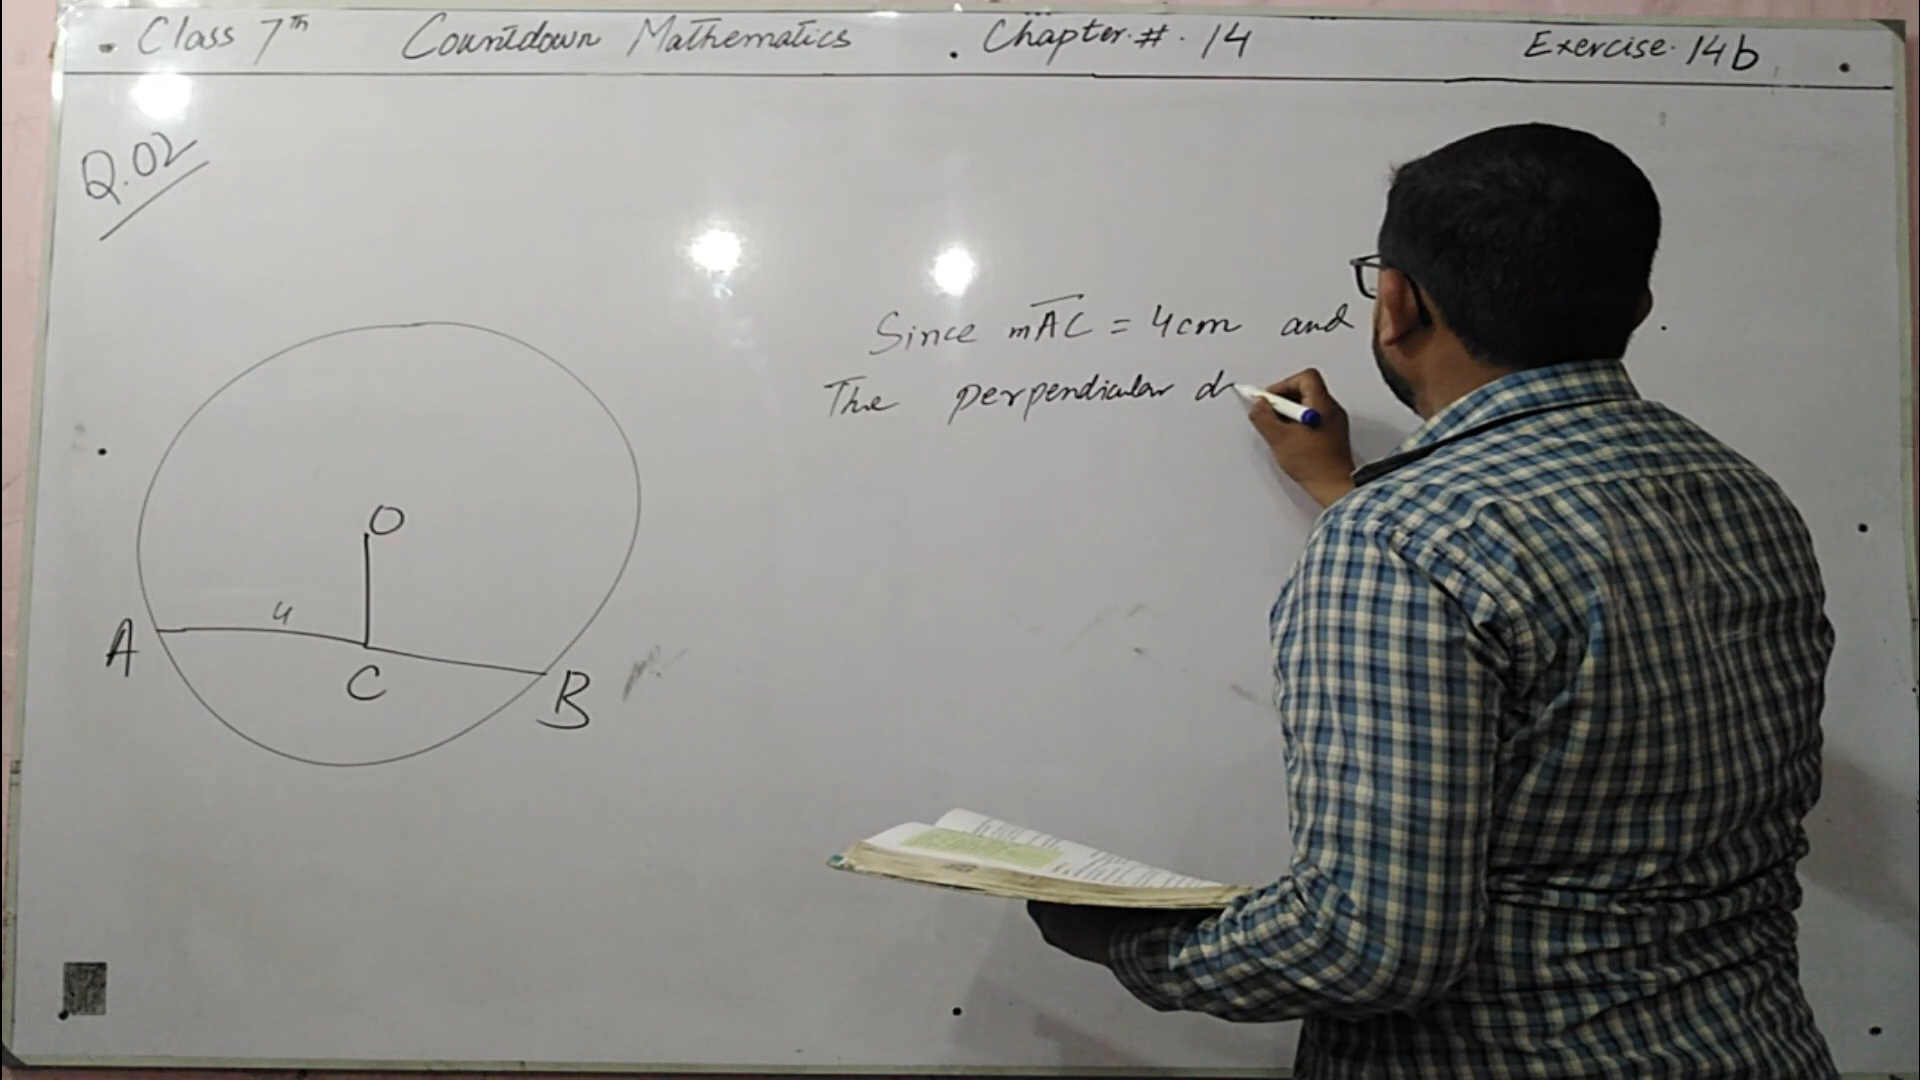 Class 7th Countdown Mathematics . Chapter # . 14 Exercise 14b
Q.02
Since mAC = 4cm and
The perpendicular d
O
4
A
C
B